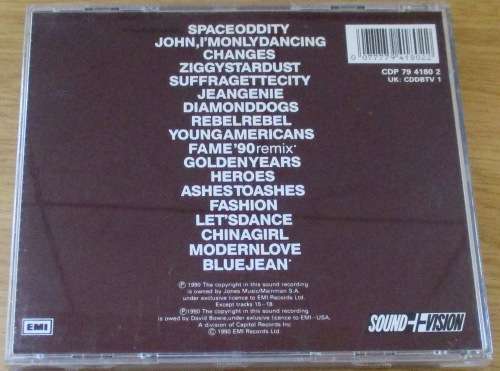 SPACEODDITY
JOHN,I'MONLYDANCING
CHANGES
ZIGGYSTARDUST
SUFFRAGETTECITY
JEANGENIE
DIAMONDDOGS
REBELREBEL
YOUNGAMERICANS
FAME'90remix*
GOLDENYEARS
HEROES
ASHESTOASHES
FASHION
LET'SDANCE
CHINAGIRL
MODERNLOVE
BLUEJEAN*
CDP 79 4180 2
UK: CDDBTV 1
Ⓟ 1990 The copyright in this sound recording
is owned by Jones Music/Mainman S.A.
under exclusive licence to EMI Records Ltd.
Except tracks 15–18.
Ⓟ 1990 The copyright in this sound recording
is owned by David Bowie, under exlusive licence to EMI–USA.
A division of Capitol Records Inc
© 1990 EMI Records Ltd.
EMI
SOUND+VISION